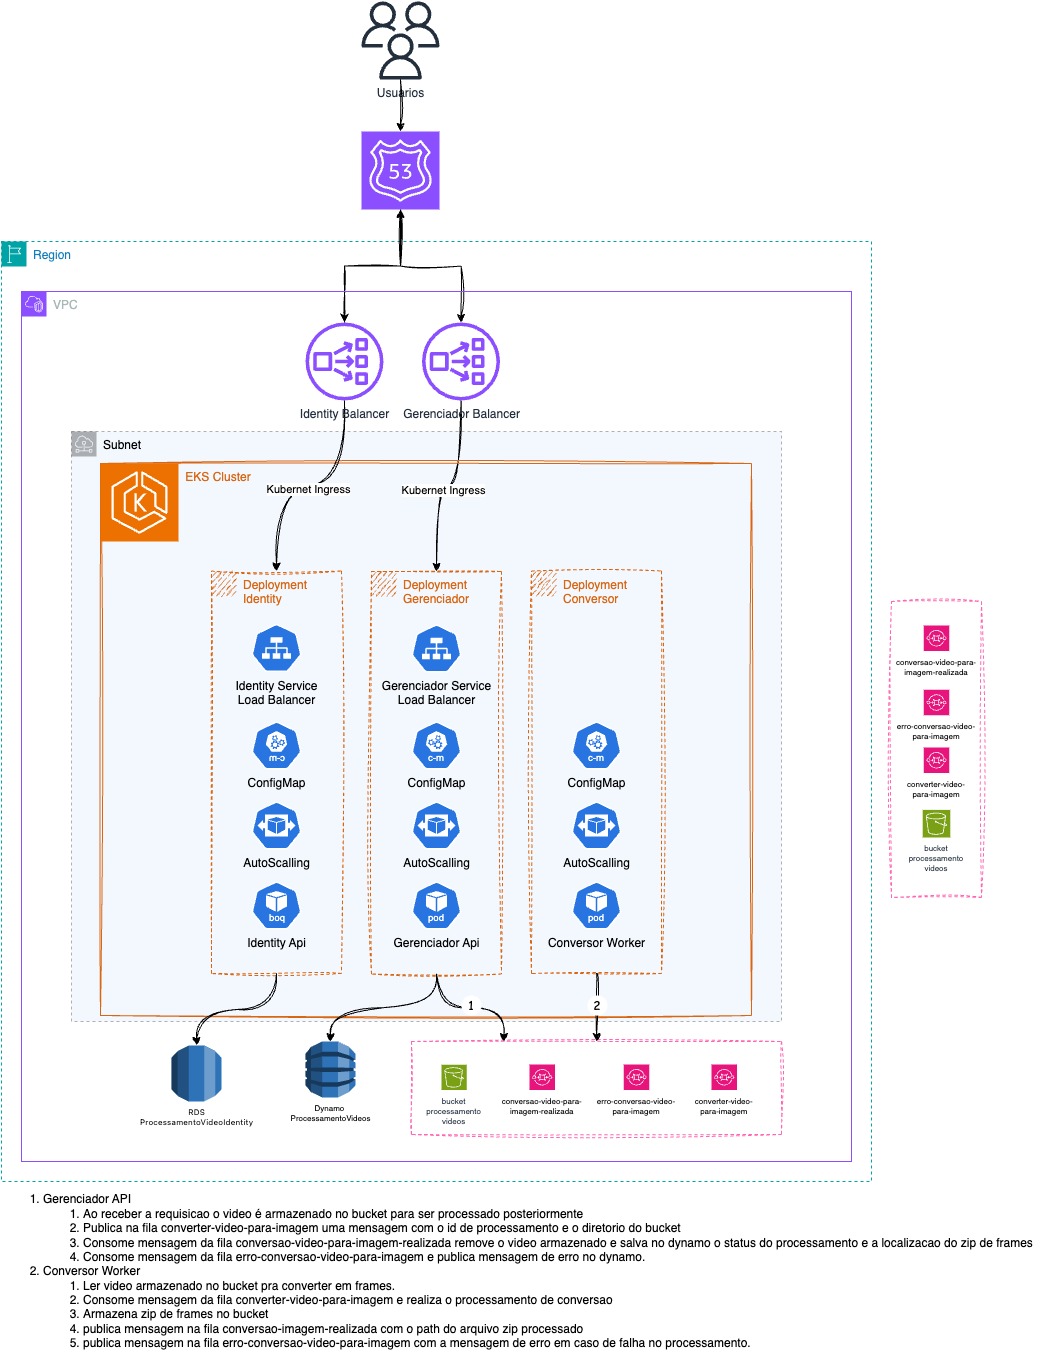 Usuarios
53
Region
VPC
Identity Balancer
Gerenciador Balancer
Subnet
EKS Cluster
K
Kubernet Ingress
Kubernet Ingress
Deployment
Identity
Deployment
Gerenciador
Deployment
Conversor
Identity Service
Load Balancer
Gerenciador Service
Load Balancer
c-m
ConfigMap
c-m
ConfigMap
c-m
ConfigMap
AutoScalling
AutoScalling
AutoScalling
pod
Identity Api
pod
Gerenciador Api
pod
Conversor Worker
conversao-video-para-
imagem-realizada
erro-conversao-video-
para-imagem
converter-video-
para-imagem
bucket
processamento
videos
1
2
RDS
ProcessamentoVideoIdentity
Dynamo
ProcessamentoVideos
bucket
processamento
videos
conversao-video-para-
imagem-realizada
erro-conversao-video-
para-imagem
converter-video-
para-imagem
1. Gerenciador API
1. Ao receber a requisicao o video é armazenado no bucket para ser processado posteriormente
2. Publica na fila converter-video-para-imagem uma mensagem com o id de processamento e o diretorio do bucket
3. Consome mensagem da fila conversao-video-para-imagem-realizada remove o video armazenado e salva no dynamo o status do processamento e a localizacao do zip de frames
4. Consome mensagem da fila erro-conversao-video-para-imagem e publica mensagem de erro no dynamo.
2. Conversor Worker
1. Ler video armazenado no bucket pra converter em frames.
2. Consome mensagem da fila converter-video-para-imagem e realiza o processamento de conversao
3. Armazena zip de frames no bucket
4. publica mensagem na fila conversao-imagem-realizada com o path do arquivo zip processado
5. publica mensagem na fila erro-conversao-video-para-imagem com a mensagem de erro em caso de falha no processamento.